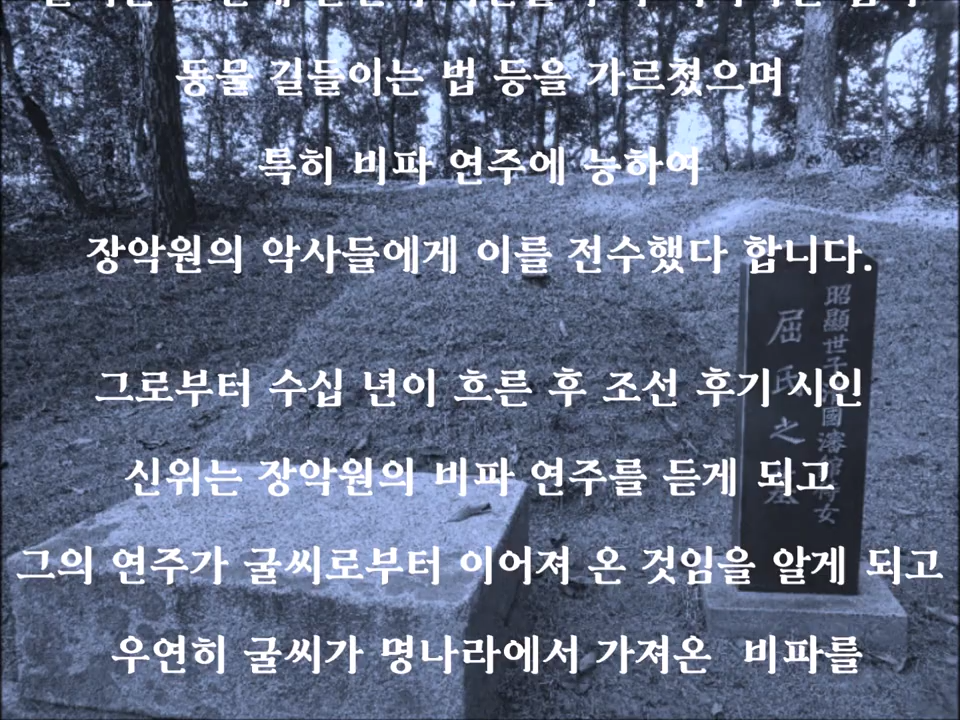 동물 길들이는 법 등을 가르쳤으며
특히 비파 연주에 능하여
장악원의 악사들에게 이를 전수했다 합니다.
그로부터 수십 년이 흐른 후 조선 후기 시인
신위는 장악원의 비파 연주를 듣게 되고
그의 연주가 굴씨로부터 이어져 온 것임을 알게 되고
우연히 굴씨가 명나라에서 가져온 비파를
昭顯世子
屈氏之
女